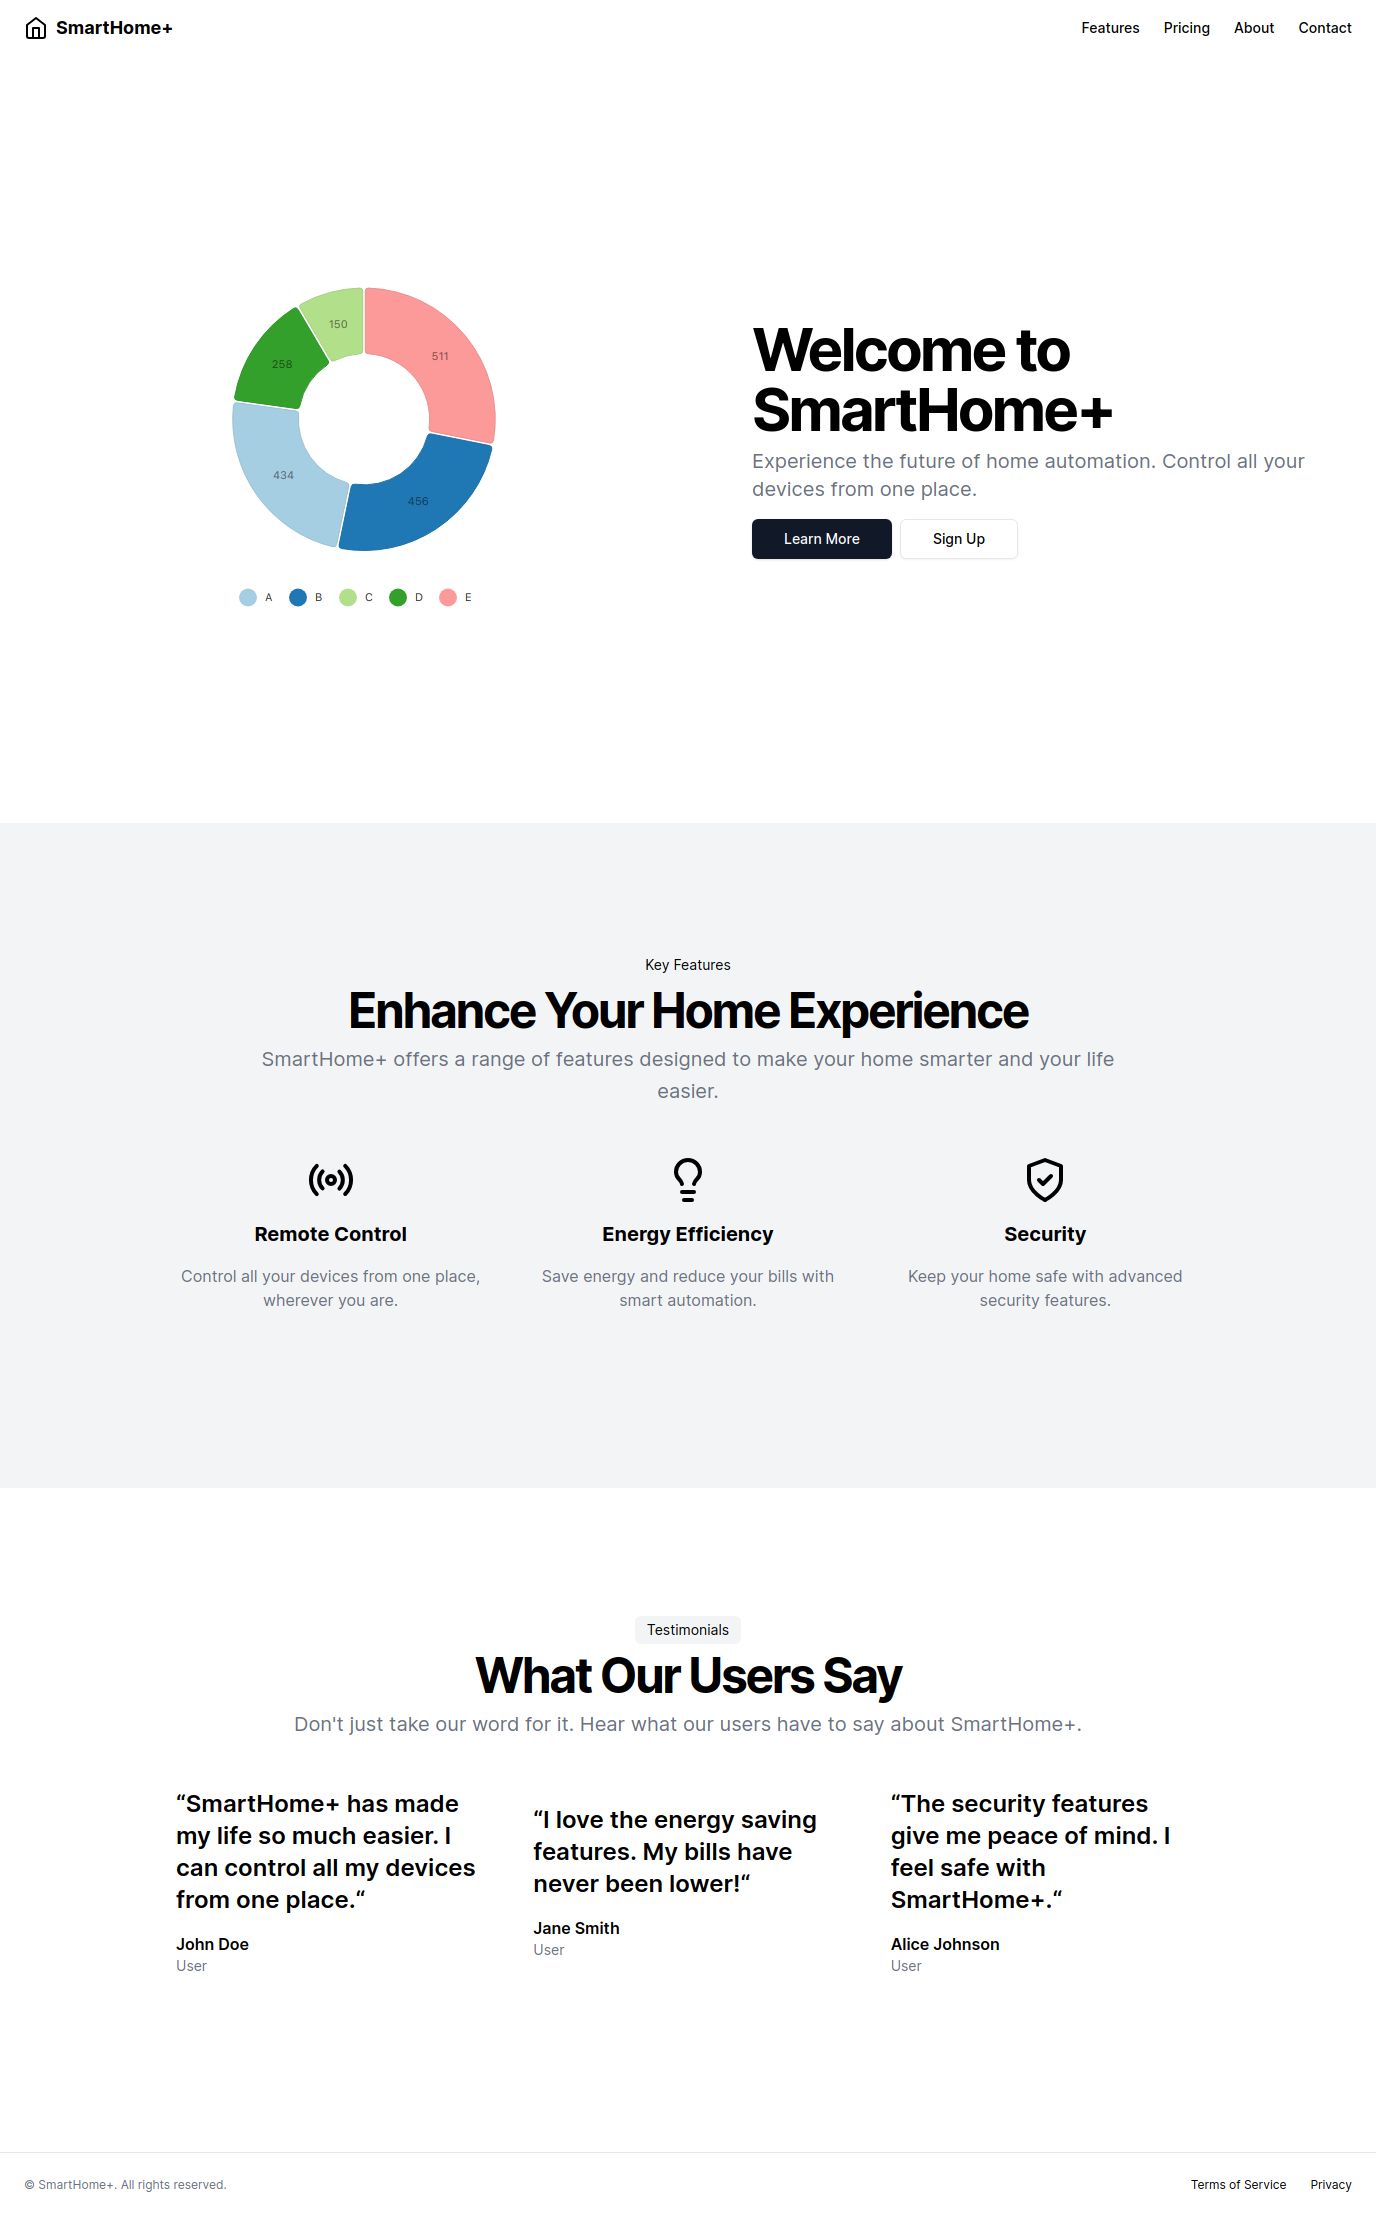 SmartHome+
Features Pricing About Contact
150
511
258
434
456
A B C D E
Welcome to
SmartHome+
Experience the future of home automation. Control all your
devices from one place.
Learn More
Sign Up
Key Features
Enhance Your Home Experience
SmartHome+ offers a range of features designed to make your home smarter and your life
easier.
Remote Control
Control all your devices from one place,
wherever you are.
Energy Efficiency
Save energy and reduce your bills with
smart automation.
Security
Keep your home safe with advanced
security features.
Testimonials
What Our Users Say
Don't just take our word for it. Hear what our users have to say about SmartHome+.
“SmartHome+ has made
my life so much easier. I
can control all my devices
from one place.“
John Doe
User
“I love the energy saving
features. My bills have
never been lower!“
Jane Smith
User
“The security features
give me peace of mind. I
feel safe with
SmartHome+.“
Alice Johnson
User
© SmartHome+. All rights reserved.
Terms of Service Privacy